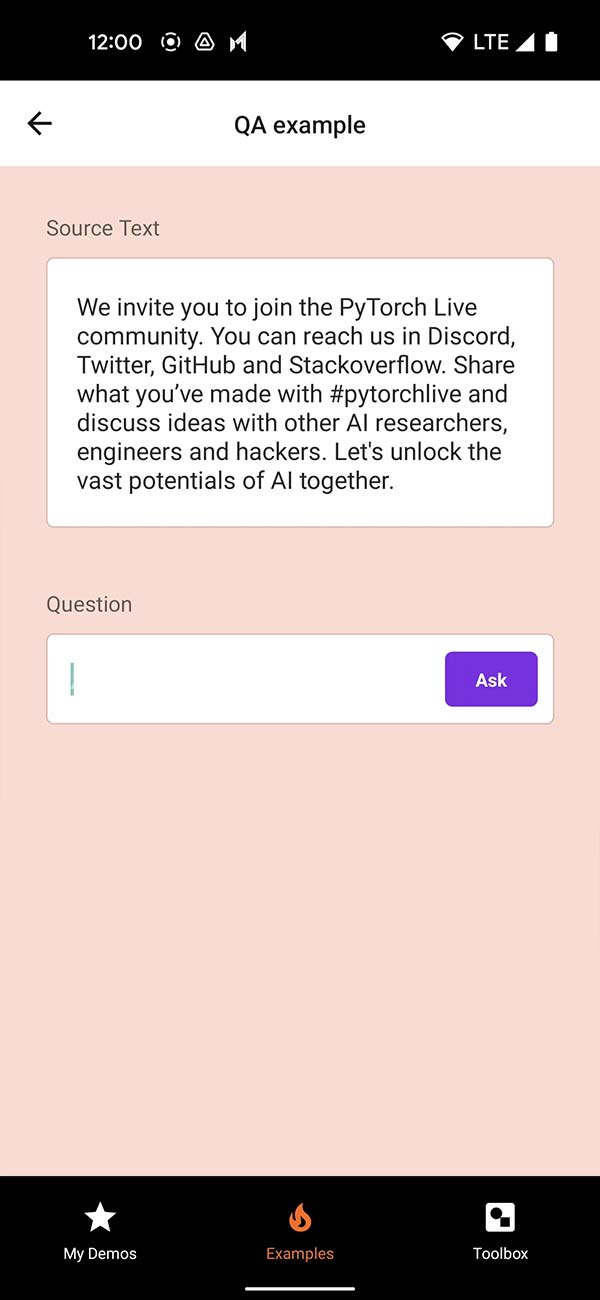 12:00 LTE
QA example
Source Text
We invite you to join the PyTorch Live
community. You can reach us in Discord,
Twitter, GitHub and Stackoverflow. Share
what you’ve made with #pytorchlive and
discuss ideas with other AI researchers,
engineers and hackers. Let's unlock the
vast potentials of AI together.
Question
Ask
My Demos Examples Toolbox